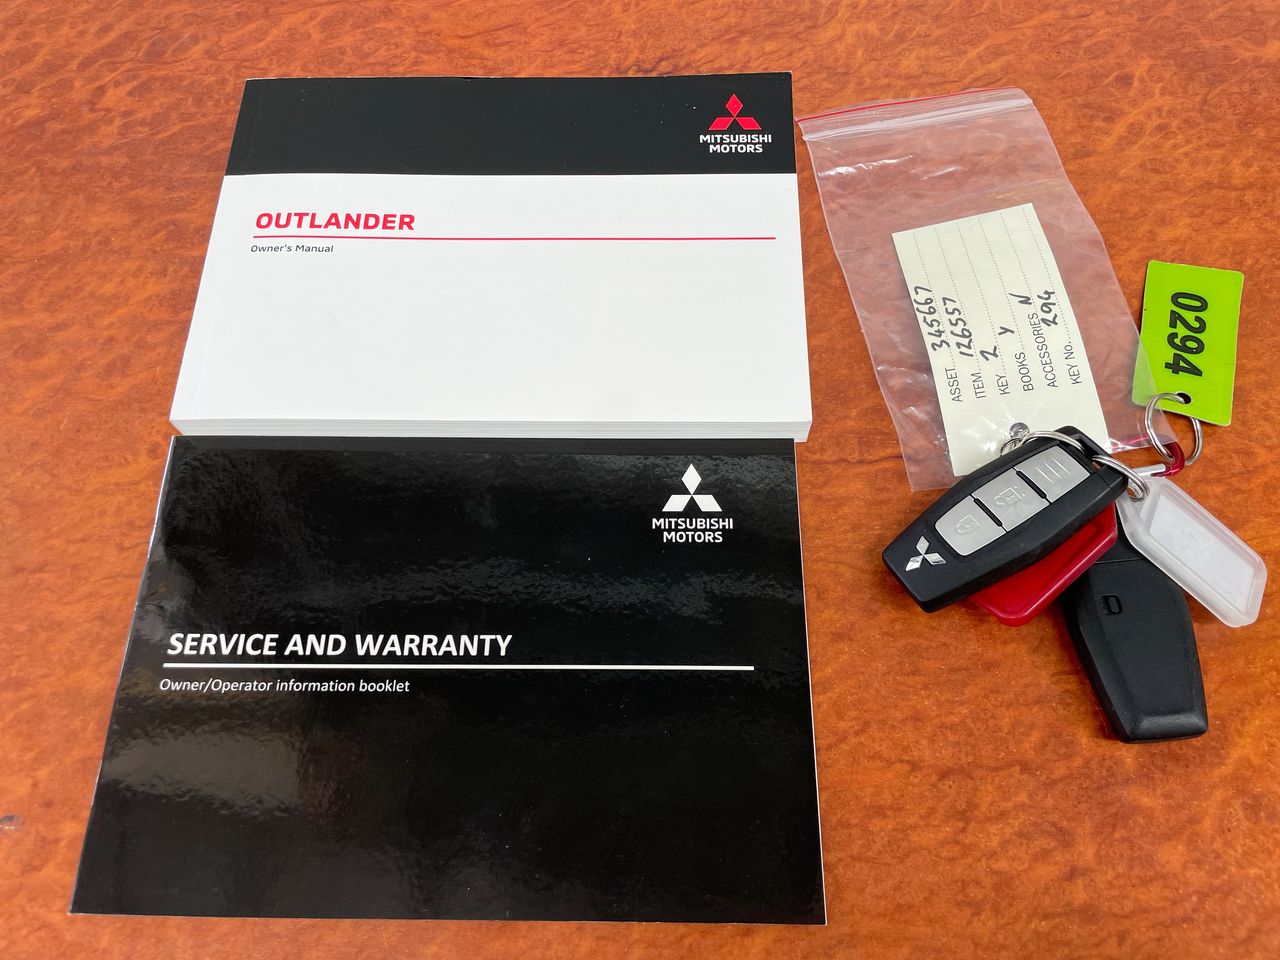 MITSUBISHI
MOTORS
OUTLANDER
Owner's Manual
MITSUBISHI
MOTORS
SERVICE AND WARRANTY
Owner/Operator information booklet
ASSET 345667
ITEM 126557
KEY 2
BOOKS Y
ACCESSORIES N
KEY No. 294
0294